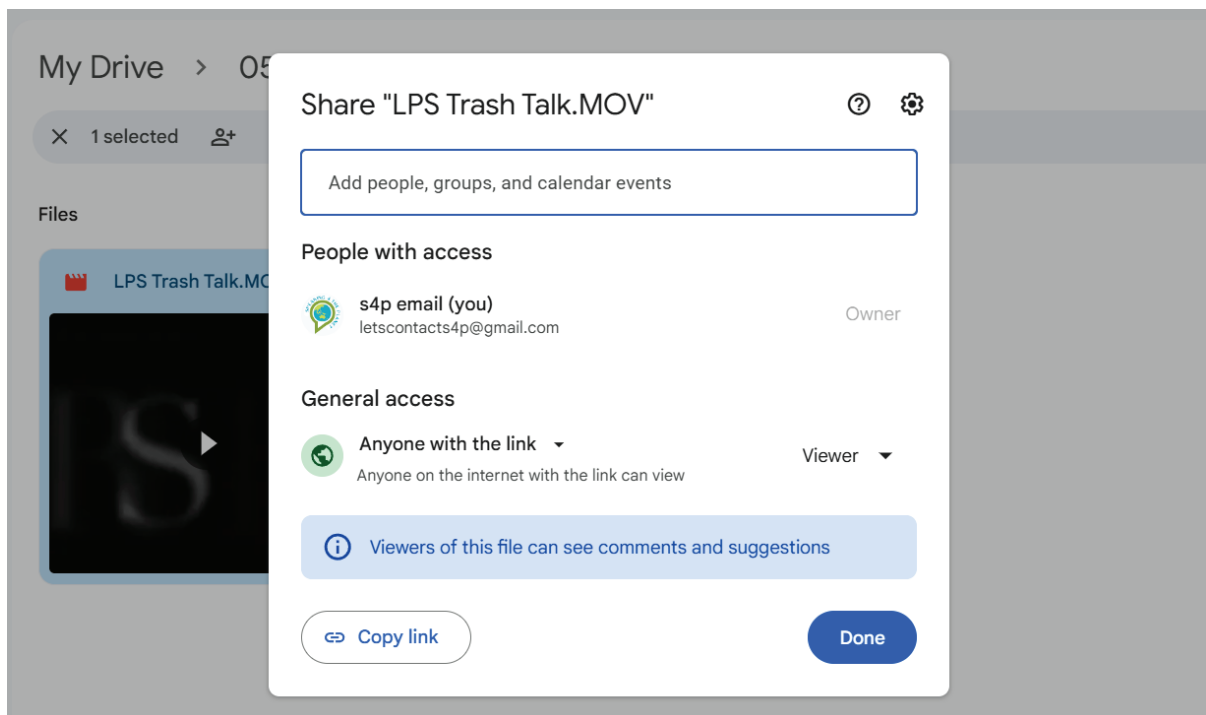 My Drive > 05
Share "LPS Trash Talk.MOV"
1 selected
Add people, groups, and calendar events
Files
People with access
LPS Trash Talk.MO
s4p email (you)
letscontacts4p@gmail.com
Owner
General access
Anyone with the link
Anyone on the internet with the link can view
Viewer
Viewers of this file can see comments and suggestions
Copy link
Done